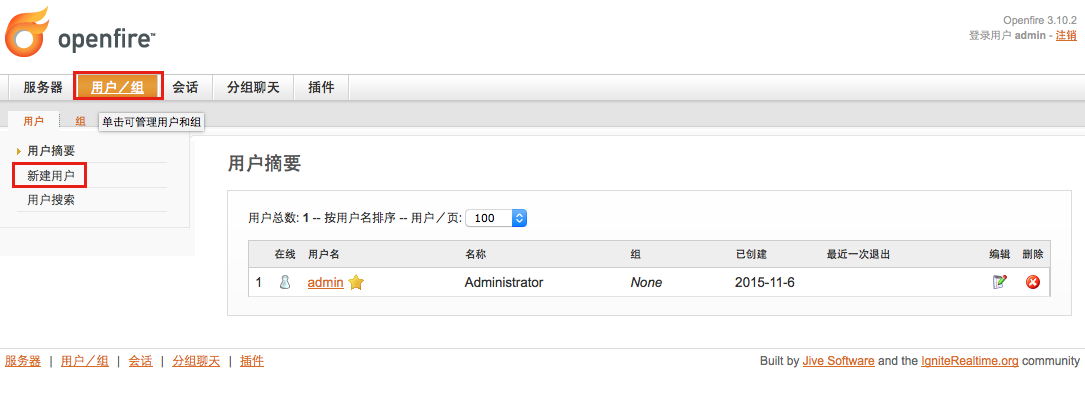 openfire™
Openfire 3.10.2
登录用户 admin - 注销
服务器 用户／组 会话 分组聊天 插件
用户 组 单击可管理用户和组
用户摘要
新建用户
用户搜索
用户摘要
用户总数: 1 -- 按用户名排序 -- 用户／页: 100
在线 用户名 名称 组 已创建 最近一次退出 编辑 删除
1 admin Administrator None 2015-11-6
服务器 | 用户／组 | 会话 | 分组聊天 | 插件 Built by Jive Software and the IgniteRealtime.org community